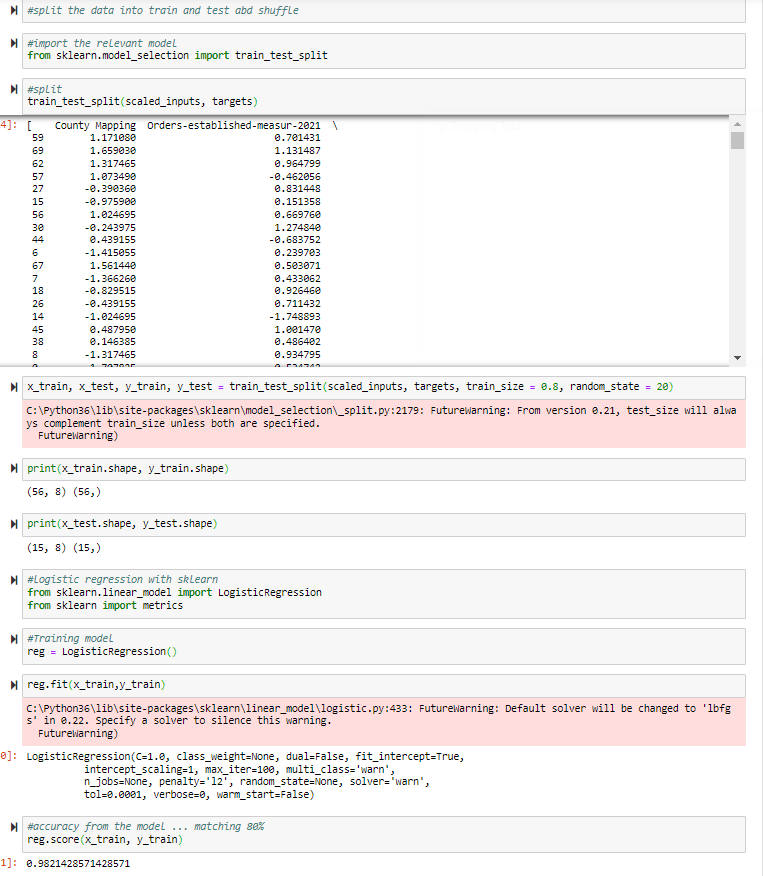 #split the data into train and test abd shuffle
#import the relevant model
from sklearn.model_selection import train_test_split
#split
train_test_split(scaled_inputs, targets)
4]: [    County Mapping  Orders-established-measur-2021  \
59        1.171080                        0.701431
69        1.659030                        1.131487
62        1.317465                        0.964799
57        1.073490                       -0.462056
27       -0.390360                        0.831448
15       -0.975900                        0.151358
56        1.024695                        0.669760
30       -0.243975                        1.274840
44        0.439155                       -0.683752
6        -1.415055                        0.239703
67        1.561440                        0.503071
7        -1.366260                        0.433062
18       -0.829515                        0.926460
26       -0.439155                        0.711432
14       -1.024695                       -1.748893
45        0.487950                        1.001470
38        0.146385                        0.486402
8        -1.317465                        0.934795
x_train, x_test, y_train, y_test = train_test_split(scaled_inputs, targets, train_size = 0.8, random_state = 20)
C:\Python36\lib\site-packages\sklearn\model_selection\_split.py:2179: FutureWarning: From version 0.21, test_size will alwa
ys complement train_size unless both are specified.
  FutureWarning)
print(x_train.shape, y_train.shape)
(56, 8) (56,)
print(x_test.shape, y_test.shape)
(15, 8) (15,)
#Logistic regression with sklearn
from sklearn.linear_model import LogisticRegression
from sklearn import metrics
#Training model
reg = LogisticRegression()
reg.fit(x_train,y_train)
C:\Python36\lib\site-packages\sklearn\linear_model\logistic.py:433: FutureWarning: Default solver will be changed to 'lbfg
s' in 0.22. Specify a solver to silence this warning.
  FutureWarning)
0]: LogisticRegression(C=1.0, class_weight=None, dual=False, fit_intercept=True,
          intercept_scaling=1, max_iter=100, multi_class='warn',
          n_jobs=None, penalty='l2', random_state=None, solver='warn',
          tol=0.0001, verbose=0, warm_start=False)
#accuracy from the model ... matching 80%
reg.score(x_train, y_train)
1]: 0.9821428571428571